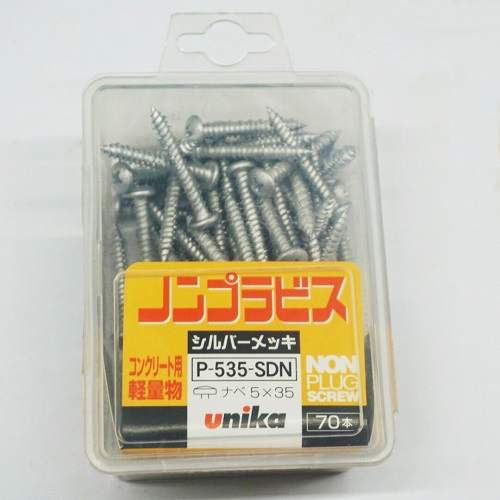 ノンプラビス
シルバーメッキ
コンクリート用
軽量物
P-535-SDN
ナベ 5×35
NON
PLUG
SCREW
unika
70本